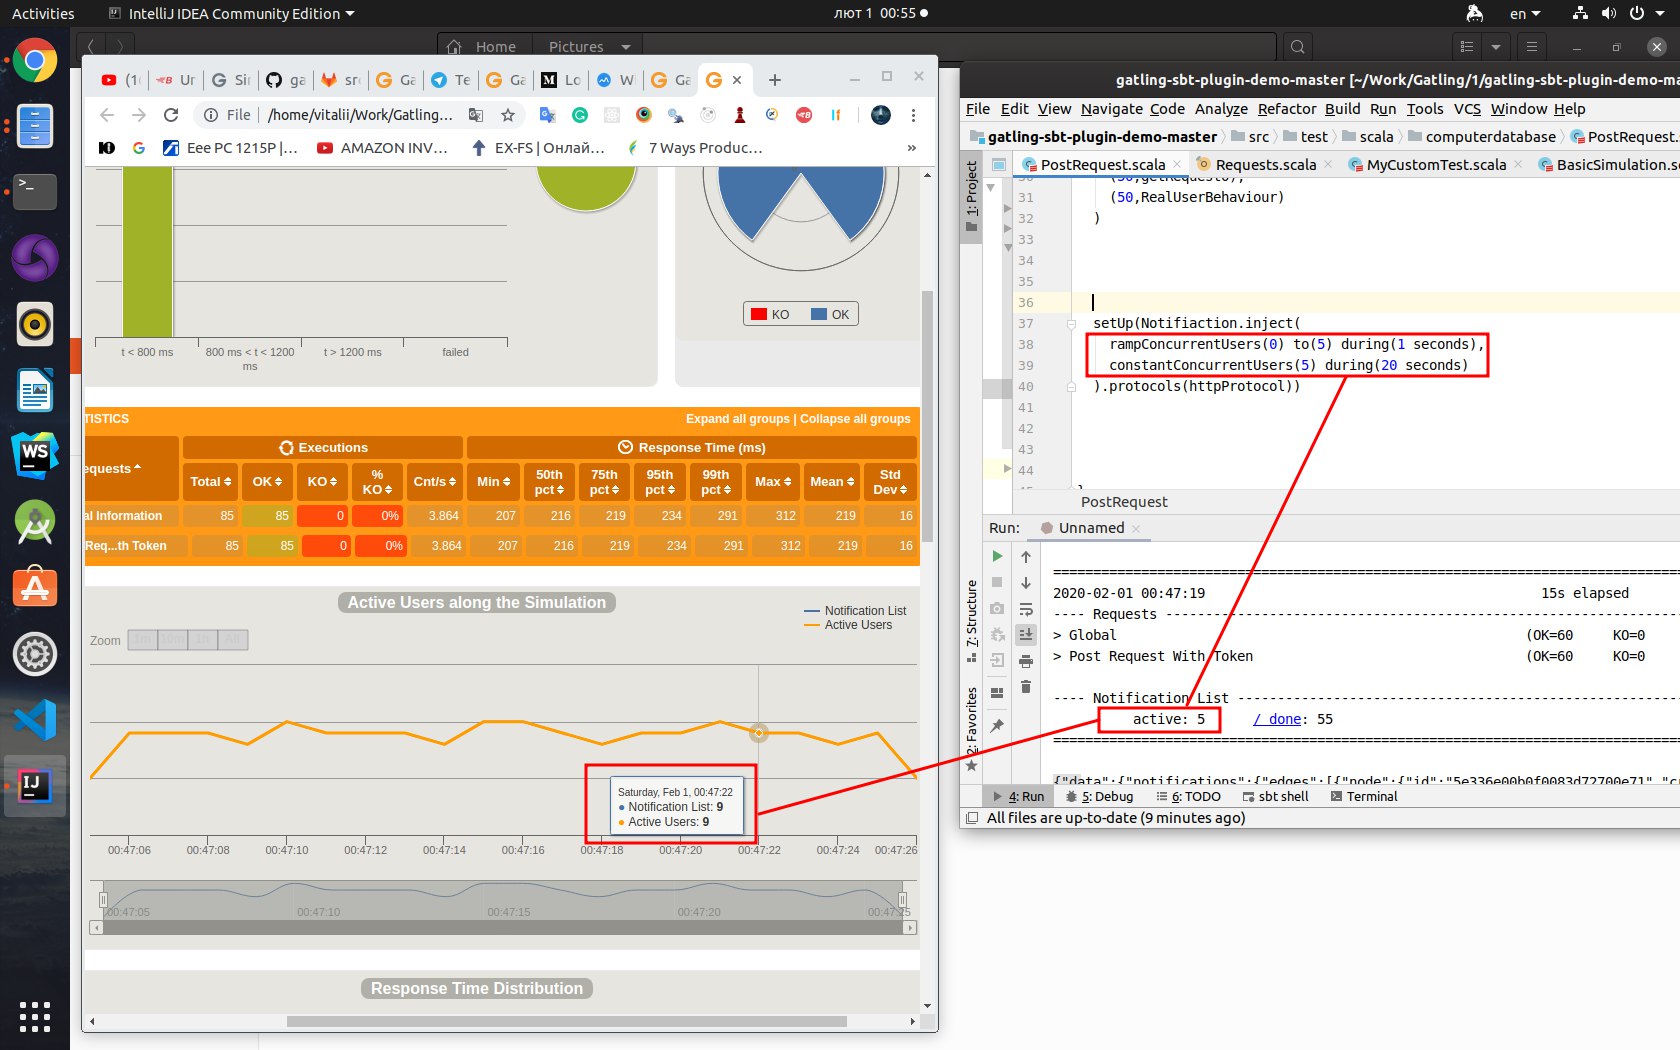 Activities
IntelliJ IDEA Community Edition
лют 1 00:55
en
Home
Pictures
(1
Ur
Sin
ga
src
Ga
Te
Ga
Lo
W
Ga
File
/home/vitalii/Work/Gatling...
Eee PC 1215P |...
AMAZON INV...
EX-FS | Онлай...
7 Ways Produc...
»
t < 800 ms
800 ms < t < 1200
ms
t > 1200 ms
failed
KO
OK
TISTICS
Expand all groups | Collapse all groups
equests
Executions
Response Time (ms)
Total
OK
KO
%
KO
Cnt/s
Min
50th
pct
75th
pct
95th
pct
99th
pct
Max
Mean
Std
Dev
al Information 85 85 0 0% 3.864 207 216 219 234 291 312 219 16
Req...th Token 85 85 0 0% 3.864 207 216 219 234 291 312 219 16
Active Users along the Simulation
Notification List
Active Users
Zoom 1m 10m 1h All
Saturday, Feb 1, 00:47:22
Notification List: 9
Active Users: 9
00:47:06 00:47:08 00:47:10 00:47:12 00:47:14 00:47:16 00:47:18 00:47:20 00:47:22 00:47:24 00:47:26
00:47:05 00:47:10 00:47:15 00:47:20 00:47:25
Response Time Distribution
gatling-sbt-plugin-demo-master [~/Work/Gatling/1/gatling-sbt-plugin-demo-ma
File Edit View Navigate Code Analyze Refactor Build Run Tools VCS Window Help
gatling-sbt-plugin-demo-master src test scala computerdatabase PostRequest.
PostRequest.scala Requests.scala MyCustomTest.scala BasicSimulation.s
1: Project
31 (50,RealUserBehaviour)
32 )
33
34
35
36
37 setUp(Notifiaction.inject(
38 rampConcurrentUsers(0) to(5) during(1 seconds),
39 constantConcurrentUsers(5) during(20 seconds)
40 ).protocols(httpProtocol))
41
42
43
44
PostRequest
Run: Unnamed
7: Structure
2: Favorites
2020-02-01 00:47:19 15s elapsed
---- Requests
> Global (OK=60 KO=0
> Post Request With Token (OK=60 KO=0
---- Notification List
active: 5 / done: 55
{"data":{"notifications":{"edges":[{"node":{"id":"5e336e00b0f0083d72700e71","c
4: Run
5: Debug
6: TODO
sbt shell
Terminal
All files are up-to-date (9 minutes ago)
WS
IJ